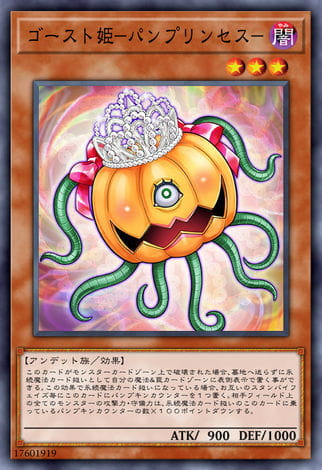 ゴースト姫－パンプリンセス－
闇
やみ
【アンデット族／効果】
このカードがモンスターカードゾーン上で破壊された場合、墓地へ送らずに永
続魔法カード扱いとして自分の魔法＆罠カードゾーンに表側表示で置く事がで
きる。この効果で永続魔法カード扱いになっている場合、お互いのスタンバイフ
ェイズ毎にこのカードにパンプキンカウンターを１つ置く。相手フィールド上
の全てのモンスターの攻撃力・守備力は、永続魔法カード扱いのこのカードに乗
っているパンプキンカウンターの数×１００ポイントダウンする。
ATK/ 900 DEF/1000
17601919